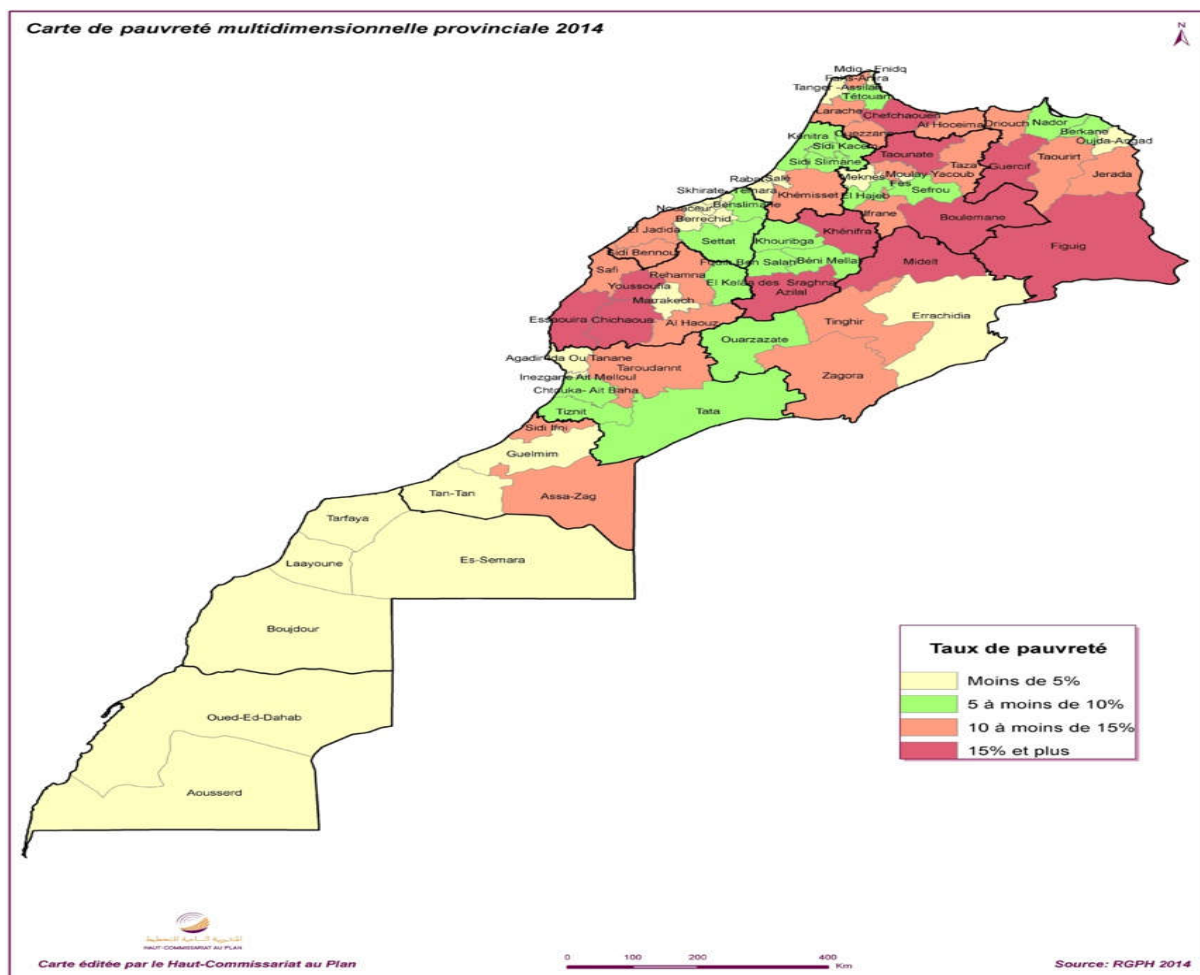 Carte de pauvreté multidimensionnelle provinciale 2014
N
Mdiq - Fnidq
Tanger -Assilah
Tétouan
Larache
Chefchaouen
Al Hoceima
Driouch
Nador
Berkane
Oujda-Angad
Kénitra
Ouezzane
Sidi Kacem
Taounate
Taza
Guercif
Taourirt
Jerada
Sidi Slimane
Meknès
Moulay Yacoub
Fès
Rabat
Salé
Skhirate- Témara
Khémisset
El Hajeb
Sefrou
Nouaceur
Benslimane
Berrechid
Ifrane
Boulemane
El Jadida
Settat
Khouribga
Khénifra
Figuig
Sidi Bennour
Fquih Ben Salah
Béni Mellal
Midelt
Safi
Rehamna
El Kelâa des Sraghna
Youssoufia
Azilal
Marrakech
Errachidia
Essaouira
Chichaoua
Al Haouz
Tinghir
Ouarzazate
Agadir-Ida Ou Tanane
Taroudannt
Zagora
Inezgane Ait Melloul
Chtouka- Ait Baha
Tiznit
Tata
Sidi Ifni
Guelmim
Tan-Tan
Assa-Zag
Tarfaya
Laayoune
Es-Semara
Boujdour
Oued-Ed-Dahab
Aousserd
Taux de pauvreté
Moins de 5%
5 à moins de 10%
10 à moins de 15%
15% et plus
المندوبية السامية للتخطيط
HAUT-COMMISSARIAT AU PLAN
Carte éditée par le Haut-Commissariat au Plan
0 100 200 400
Km
Source: RGPH 2014